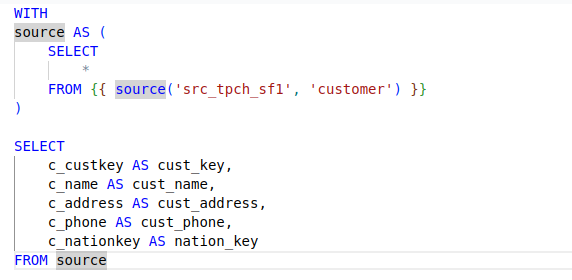 WITH
source AS (
    SELECT
        *
    FROM {{ source('src_tpch_sf1', 'customer') }}
)

SELECT
    c_custkey AS cust_key,
    c_name AS cust_name,
    c_address AS cust_address,
    c_phone AS cust_phone,
    c_nationkey AS nation_key
FROM source